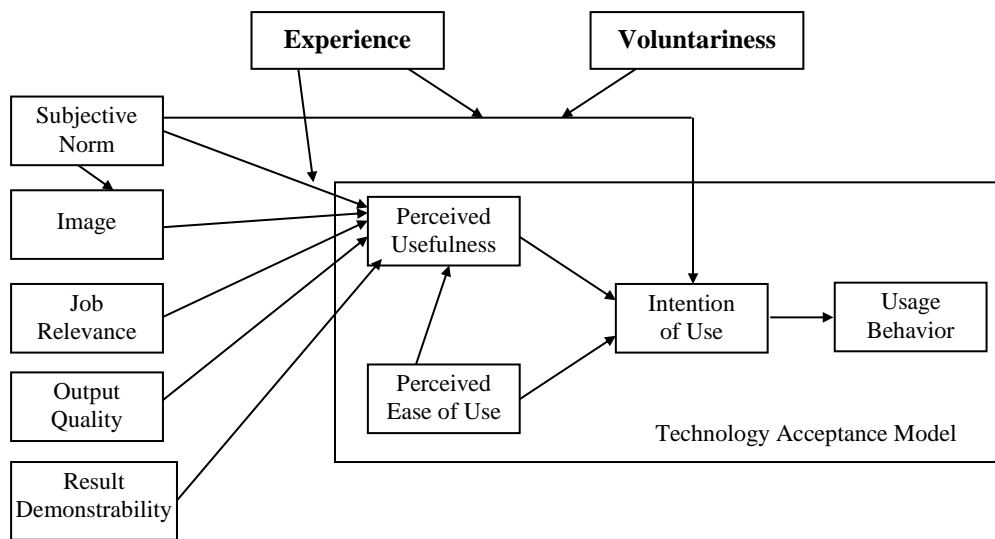 Experience
Voluntariness
Subjective
Norm
Image
Perceived
Usefulness
Job
Relevance
Intention
of Use
Usage
Behavior
Output
Quality
Perceived
Ease of Use
Technology Acceptance Model
Result
Demonstrability